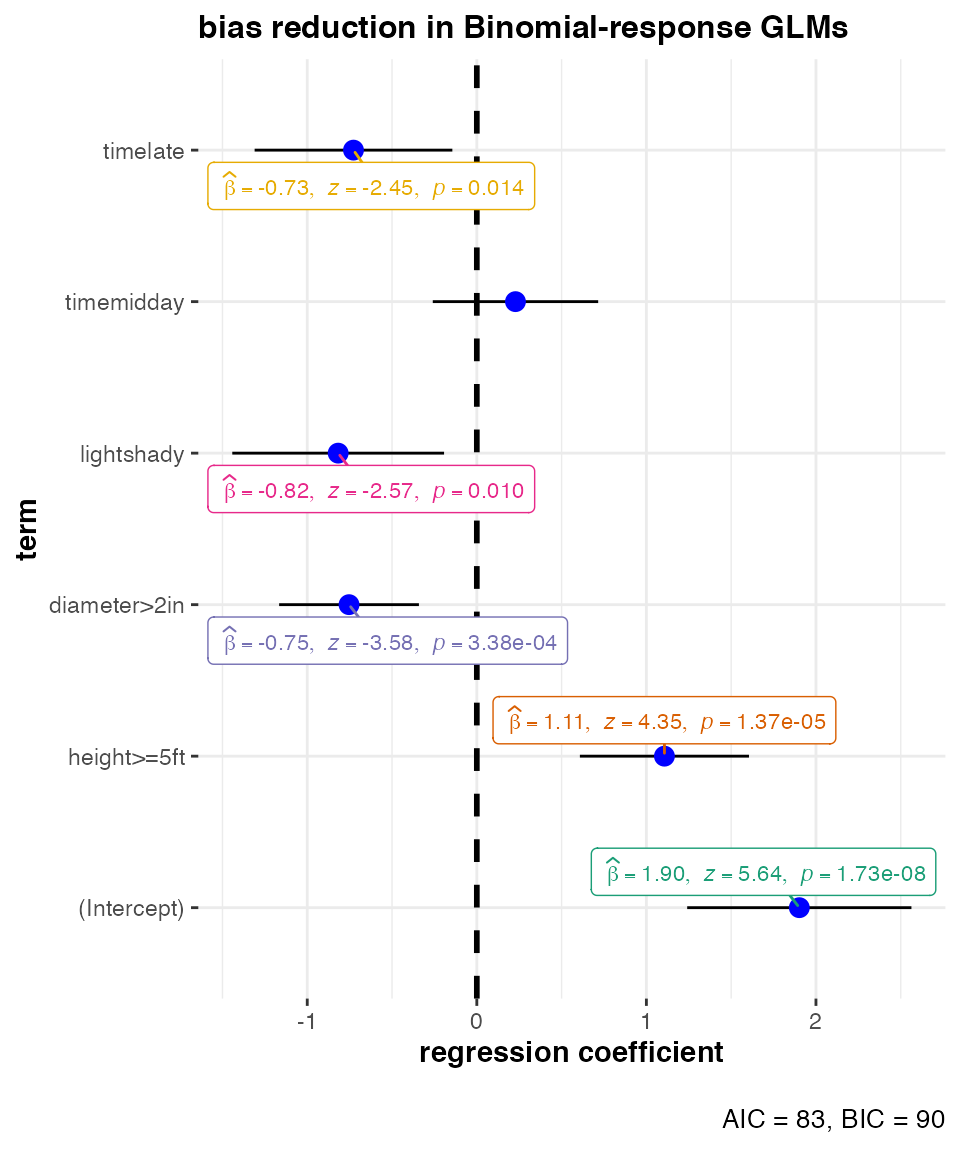 bias reduction in Binomial-response GLMs
timelate
β̂ = -0.73, z = -2.45, p = 0.014
timemidday
lightshady
β̂ = -0.82, z = -2.57, p = 0.010
term
diameter>2in
β̂ = -0.75, z = -3.58, p = 3.38e-04
β̂ = 1.11, z = 4.35, p = 1.37e-05
height>=5ft
β̂ = 1.90, z = 5.64, p = 1.73e-08
(Intercept)
-1 0 1 2
regression coefficient
AIC = 83, BIC = 90